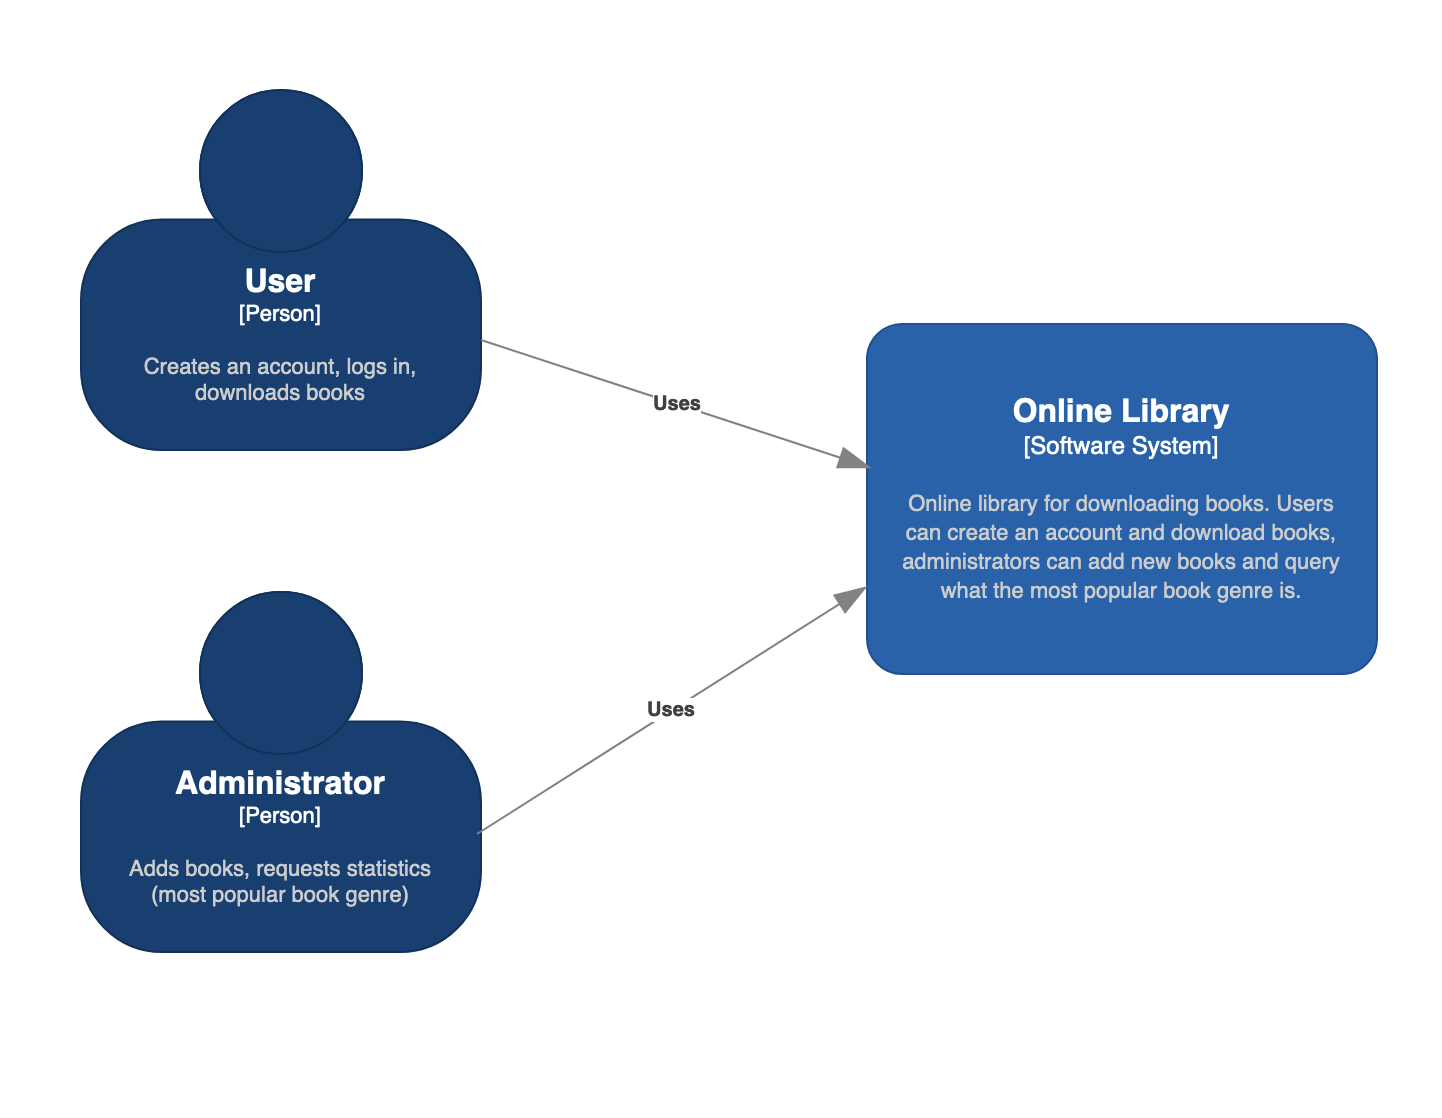 User
[Person]
Creates an account, logs in,
downloads books
Uses
Online Library
[Software System]
Online library for downloading books. Users
can create an account and download books,
administrators can add new books and query
what the most popular book genre is.
Uses
Administrator
[Person]
Adds books, requests statistics
(most popular book genre)